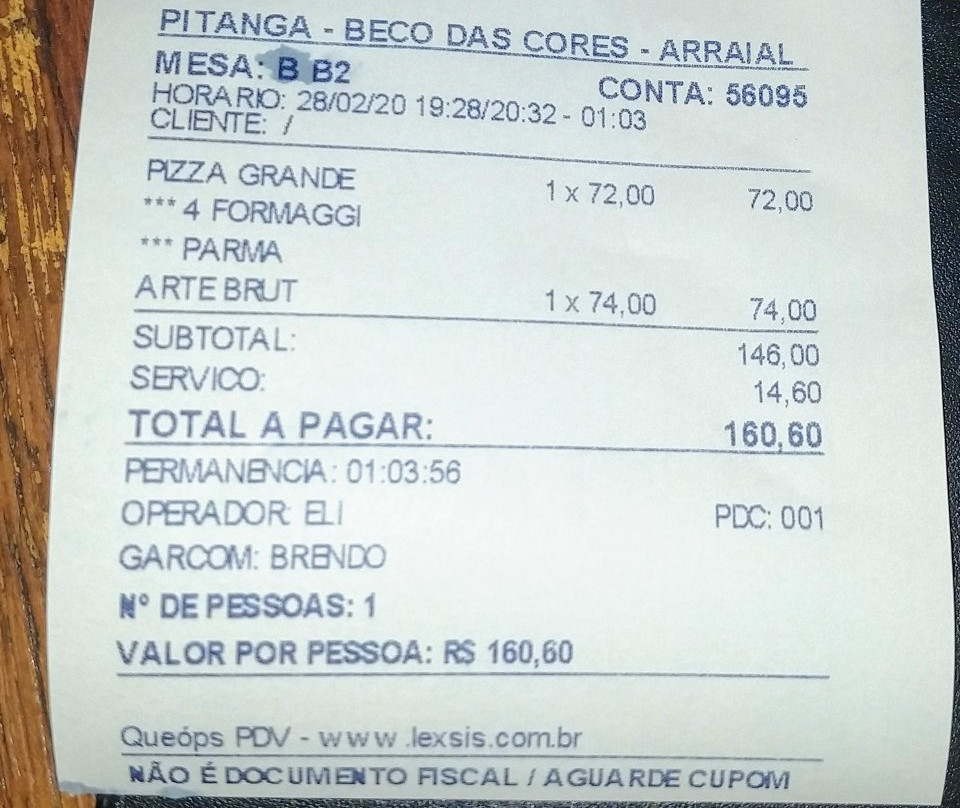 PITANGA - BECO DAS CORES - ARRAIAL
MESA: B B2 CONTA: 56095
HORARIO: 28/02/20 19:28/20:32 - 01:03
CLIENTE: /
PIZZA GRANDE 1 x 72,00 72,00
*** 4 FORMAGGI
*** PARMA
ARTE BRUT 1 x 74,00 74,00
SUBTOTAL: 146,00
SERVICO: 14,60
TOTAL A PAGAR: 160,60
PERMANENCIA: 01:03:56
OPERADOR: ELI PDC: 001
GARCOM: BRENDO
Nº DE PESSOAS: 1
VALOR POR PESSOA: R$ 160,60
Queóps PDV - www.lexsis.com.br
NÃO É DOCUMENTO FISCAL / AGUARDE CUPOM